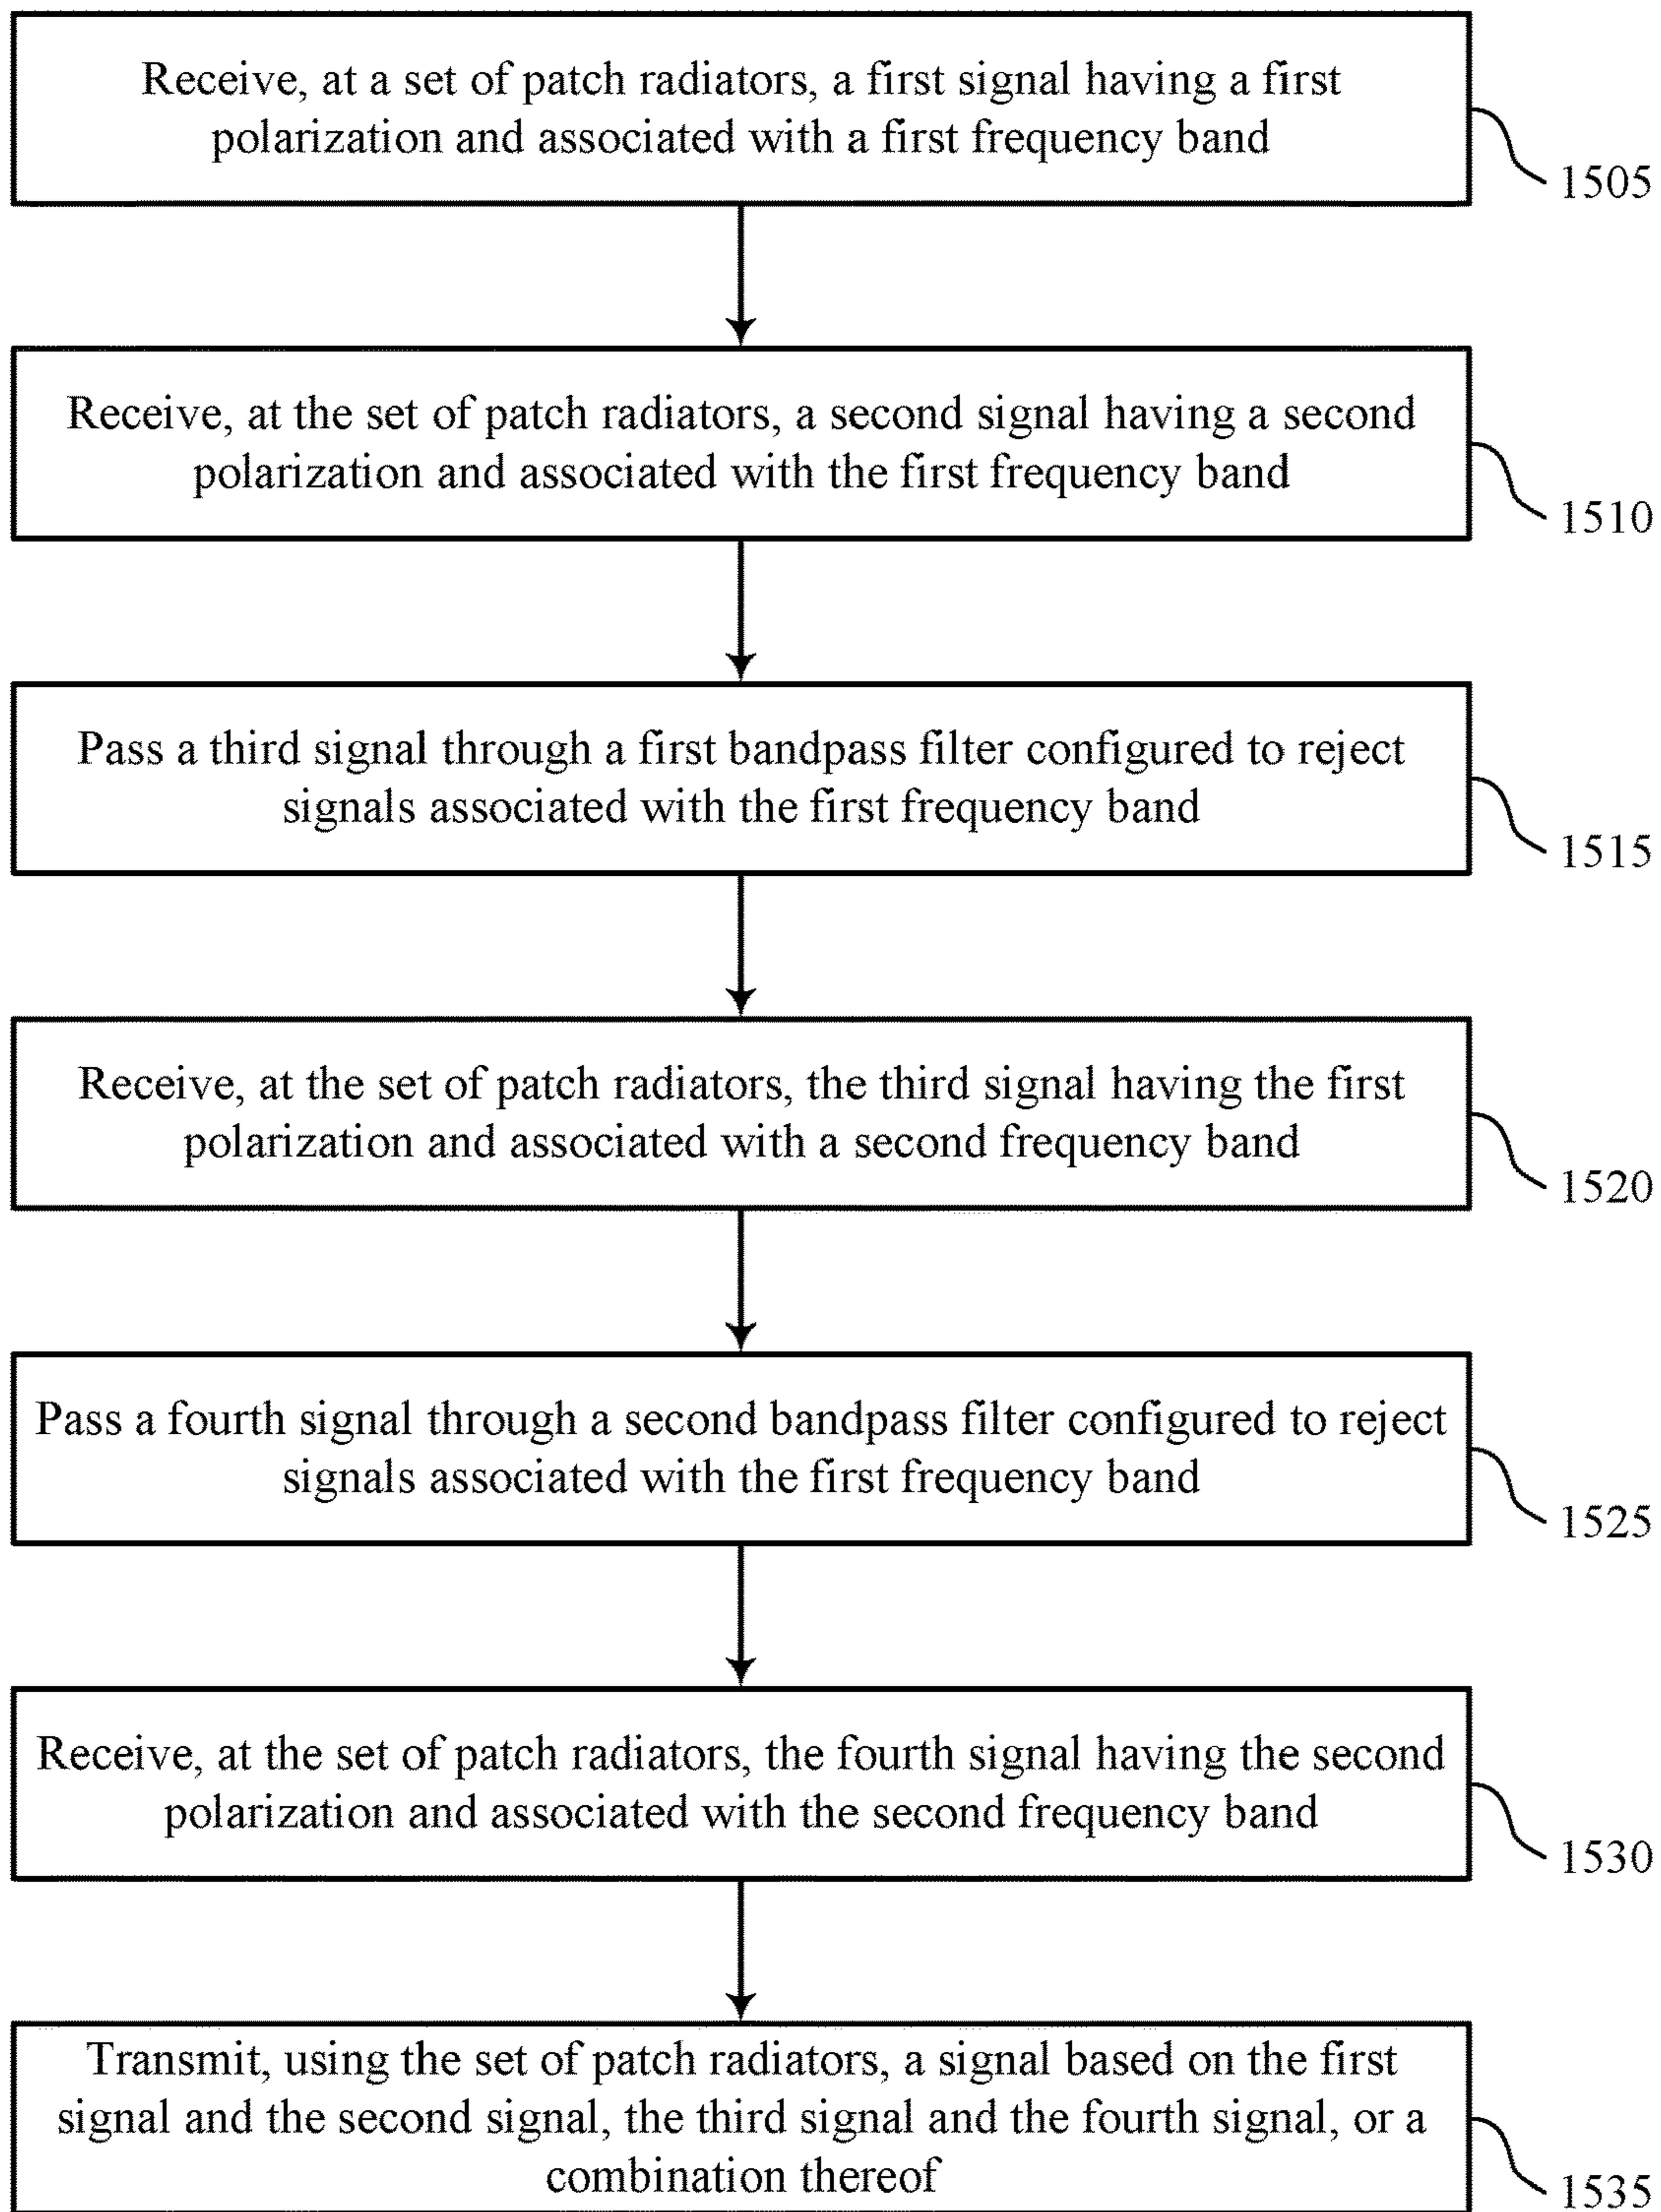 Receive, at a set of patch radiators, a first signal having a first
polarization and associated with a first frequency band
1505
Receive, at the set of patch radiators, a second signal having a second
polarization and associated with the first frequency band
1510
Pass a third signal through a first bandpass filter configured to reject
signals associated with the first frequency band
1515
Receive, at the set of patch radiators, the third signal having the first
polarization and associated with a second frequency band
1520
Pass a fourth signal through a second bandpass filter configured to reject
signals associated with the first frequency band
1525
Receive, at the set of patch radiators, the fourth signal having the second
polarization and associated with the second frequency band
1530
Transmit, using the set of patch radiators, a signal based on the first
signal and the second signal, the third signal and the fourth signal, or a
combination thereof
1535